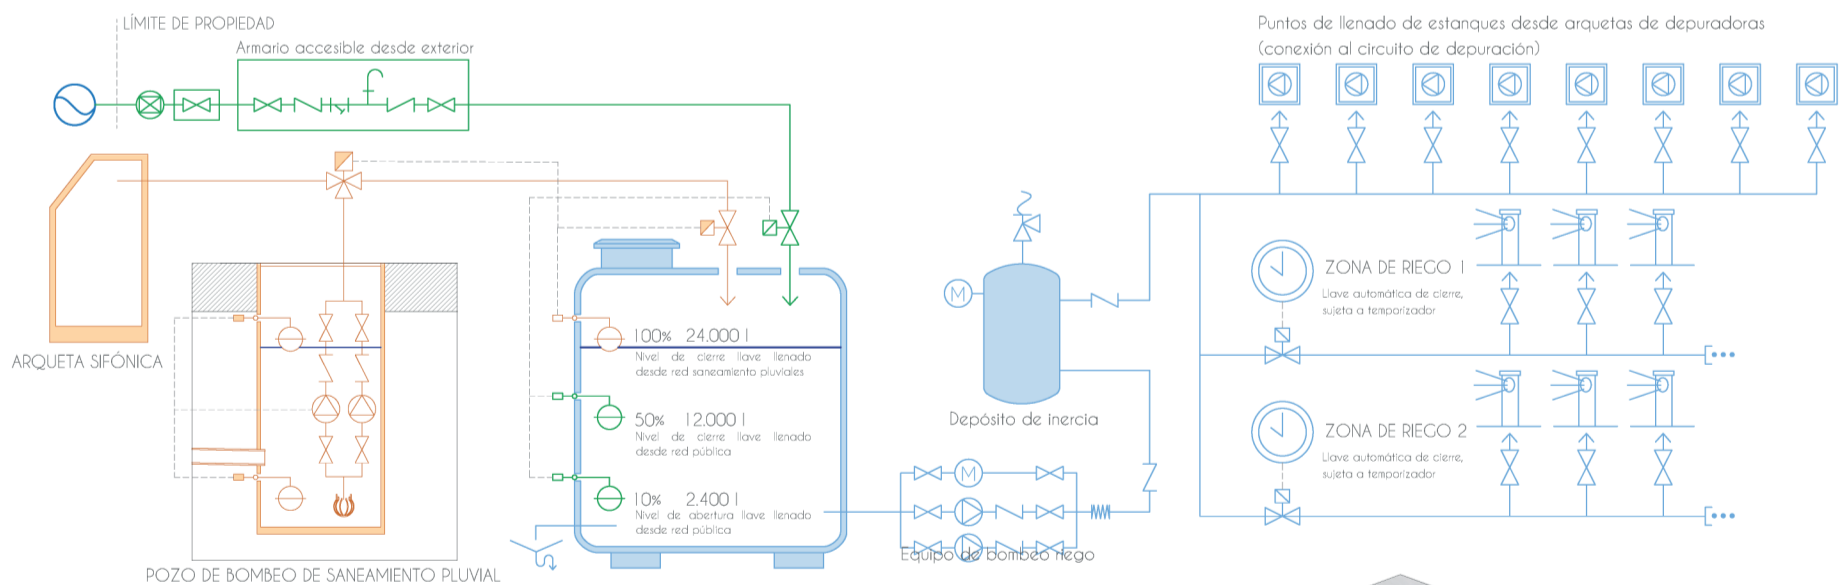 LÍMITE DE PROPIEDAD
Armario accesible desde exterior
Puntos de llenado de estanques desde arquetas de depuradoras
(conexión al circuito de depuración)
ARQUETA SIFÓNICA
POZO DE BOMBEO DE SANEAMIENTO PLUVIAL
100% 24.000 l
Nivel de cierre llave llenado
desde red saneamiento pluviales
50% 12.000 l
Nivel de cierre llave llenado
desde red pública
10% 2.400 l
Nivel de abertura llave llenado
desde red pública
M
Depósito de inercia
M
Equipo de bombeo riego
ZONA DE RIEGO 1
Llave automática de cierre,
sujeta a temporizador
ZONA DE RIEGO 2
Llave automática de cierre,
sujeta a temporizador